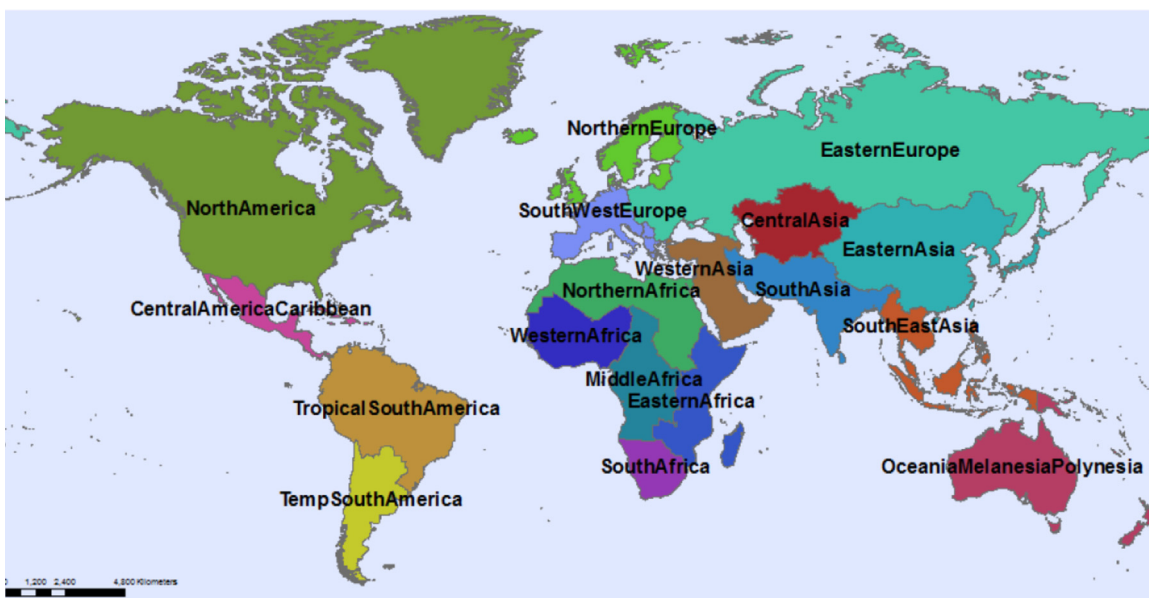 NorthernEurope
EasternEurope
NorthAmerica
SouthWestEurope
CentralAsia
EasternAsia
WesternAsia
NorthernAfrica
SouthAsia
CentralAmericaCaribbean
WesternAfrica
SouthEastAsia
MiddleAfrica
EasternAfrica
TropicalSouthAmerica
SouthAfrica
OceaniaMelanesiaPolynesia
TempSouthAmerica
0 1,200 2,400 4,800 Kilometers